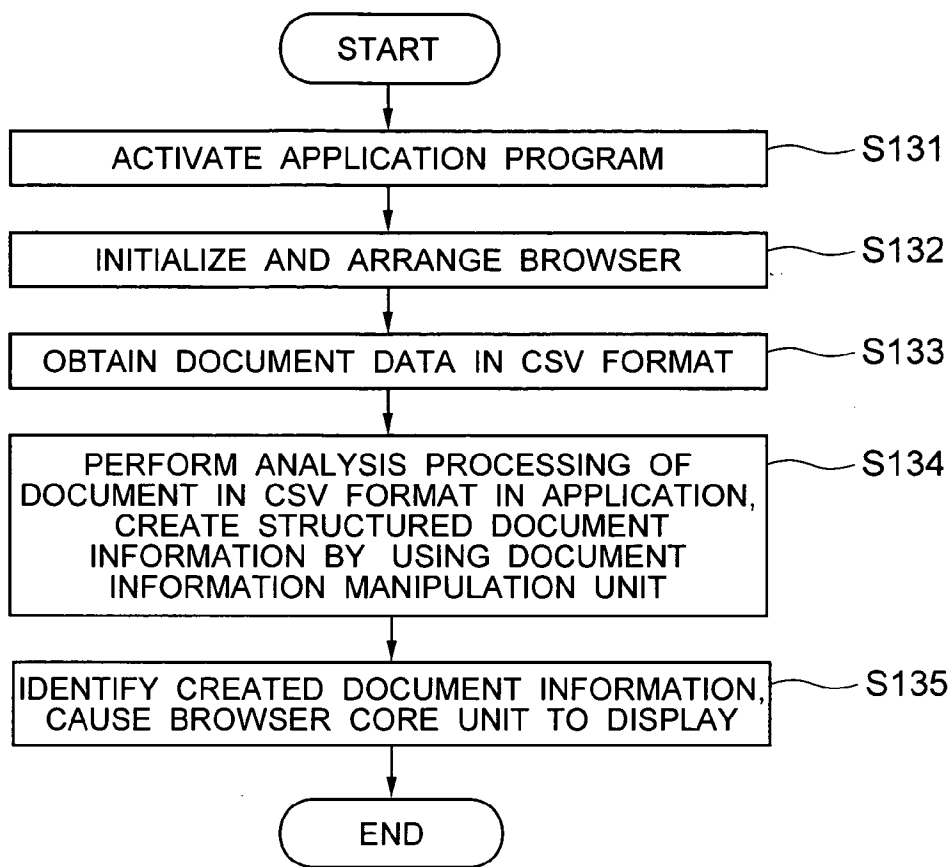 START
ACTIVATE APPLICATION PROGRAM
S131
INITIALIZE AND ARRANGE BROWSER
S132
OBTAIN DOCUMENT DATA IN CSV FORMAT
S133
PERFORM ANALYSIS PROCESSING OF
DOCUMENT IN CSV FORMAT IN APPLICATION,
CREATE STRUCTURED DOCUMENT
INFORMATION BY USING DOCUMENT
INFORMATION MANIPULATION UNIT
S134
IDENTIFY CREATED DOCUMENT INFORMATION,
CAUSE BROWSER CORE UNIT TO DISPLAY
S135
END